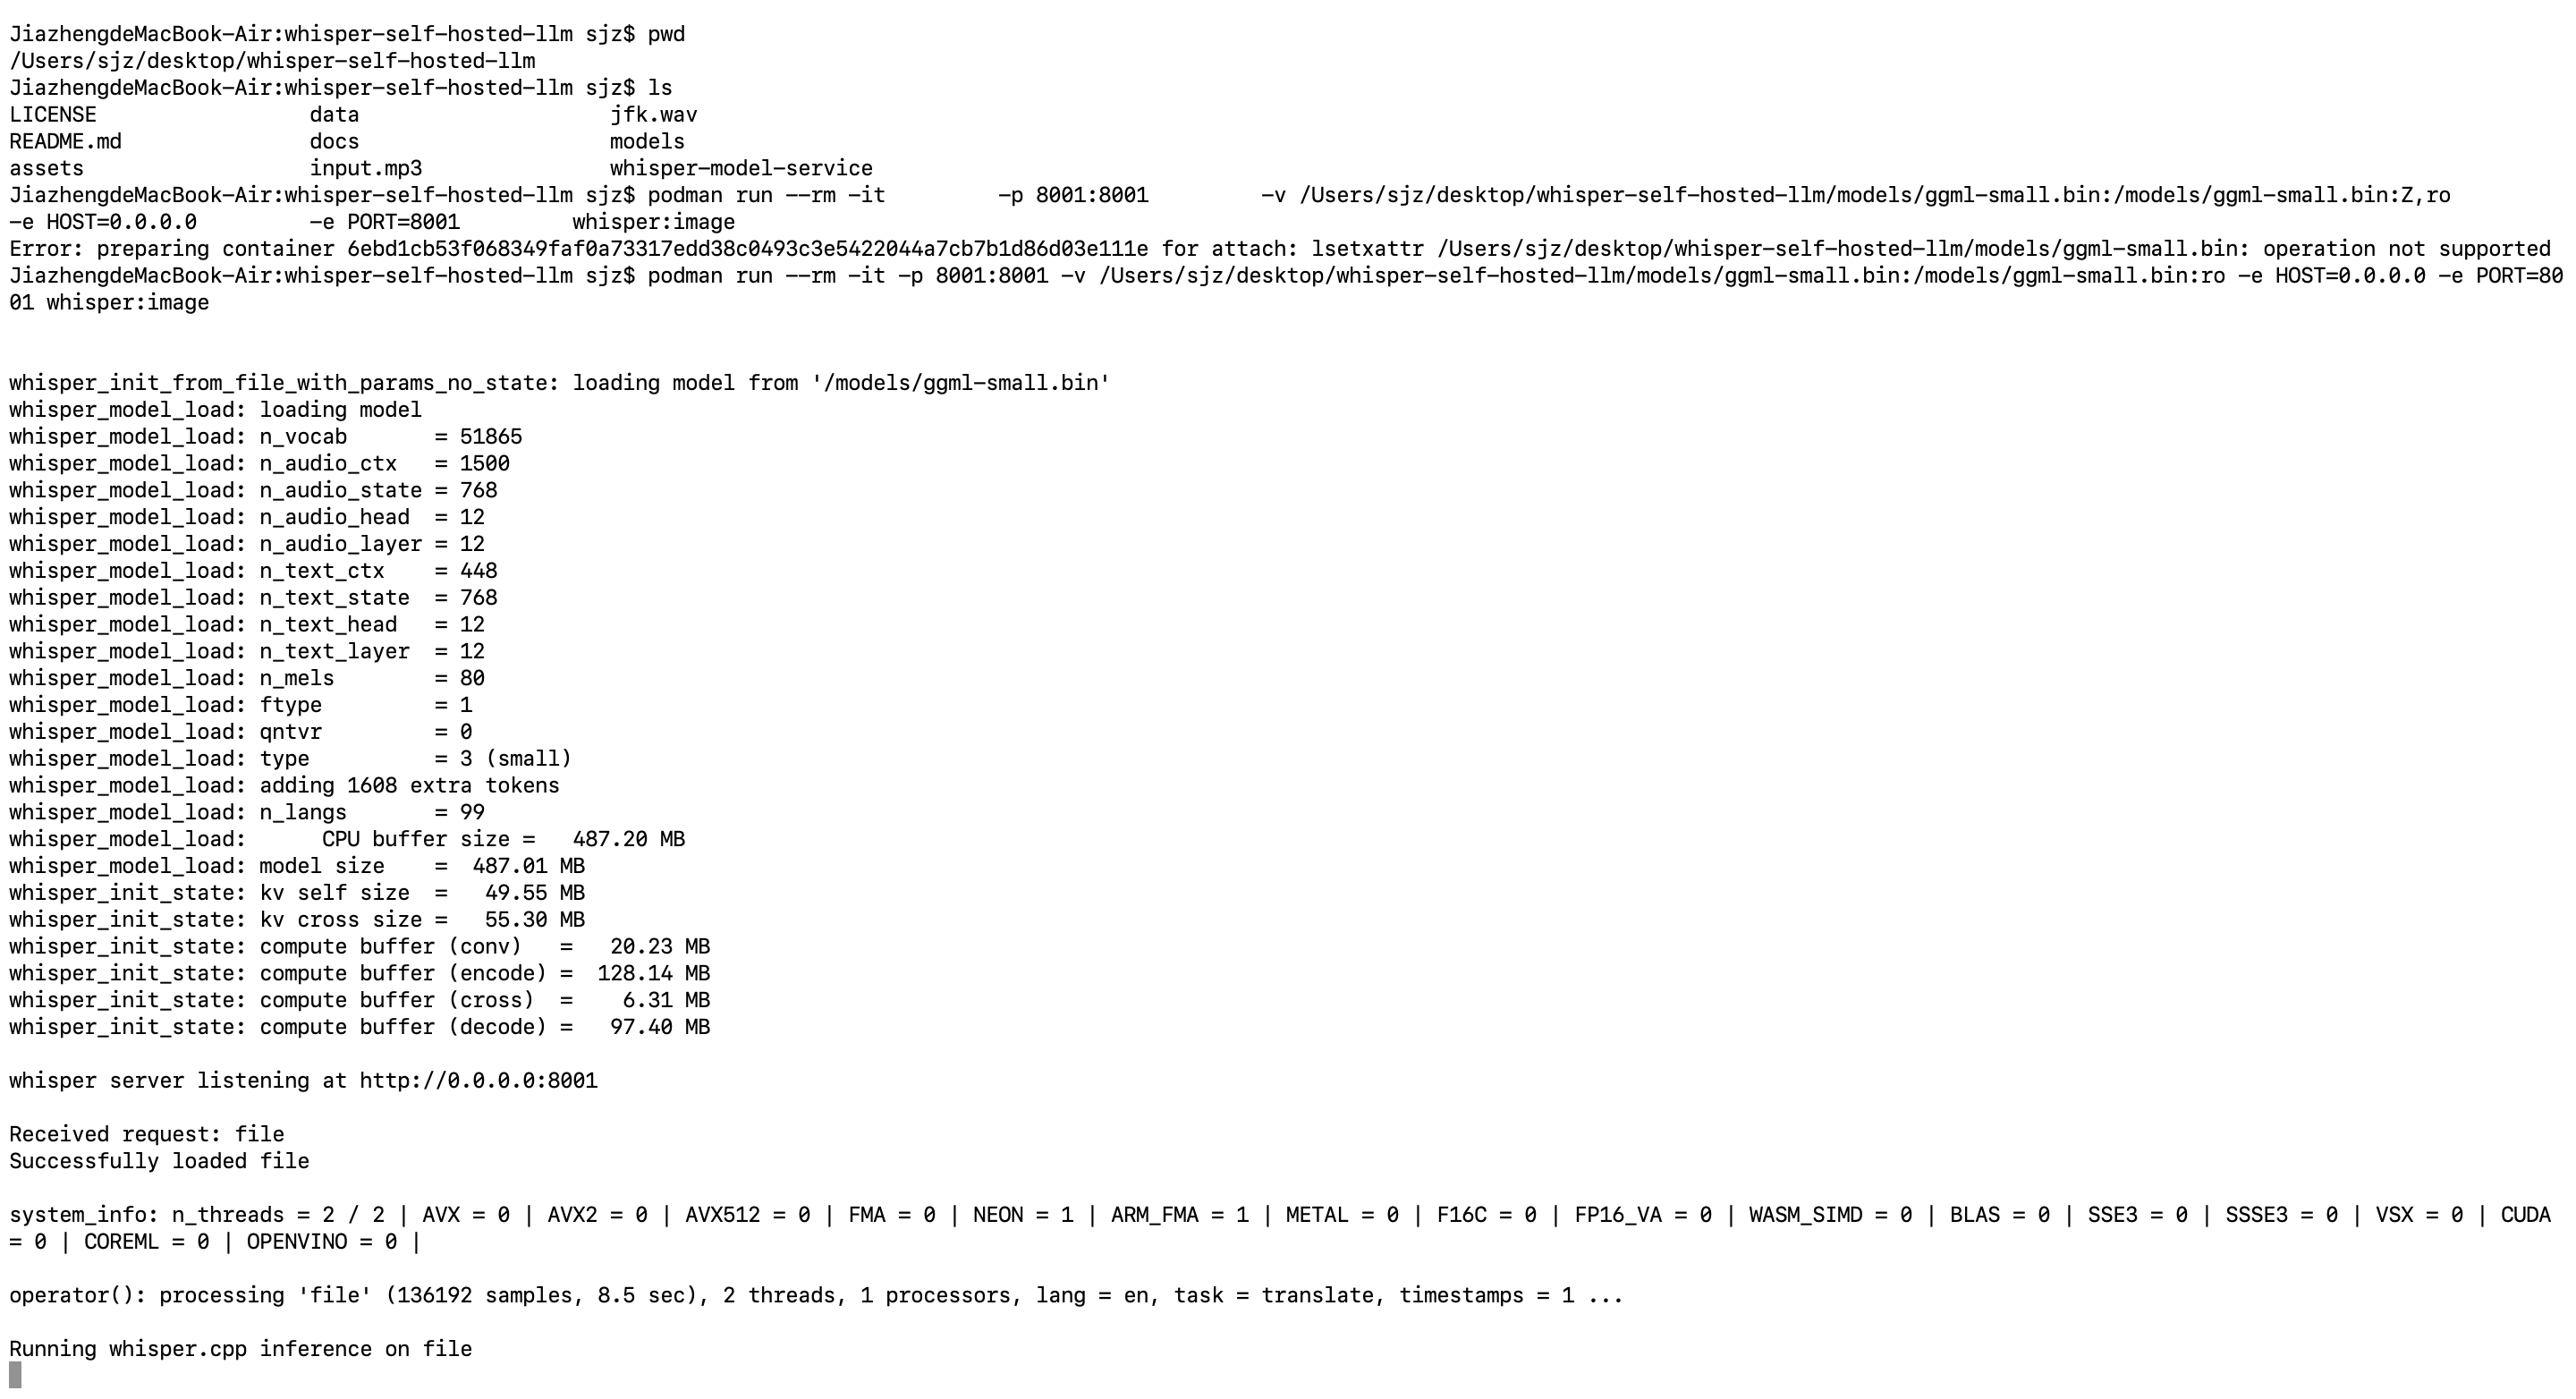 JiazhengdeMacBook-Air:whisper-self-hosted-llm sjz$ pwd
/Users/sjz/desktop/whisper-self-hosted-llm
JiazhengdeMacBook-Air:whisper-self-hosted-llm sjz$ ls
LICENSE                 data                    jfk.wav
README.md               docs                    models
assets                  input.mp3               whisper-model-service
JiazhengdeMacBook-Air:whisper-self-hosted-llm sjz$ podman run --rm -it         -p 8001:8001         -v /Users/sjz/desktop/whisper-self-hosted-llm/models/ggml-small.bin:/models/ggml-small.bin:Z,ro
-e HOST=0.0.0.0         -e PORT=8001         whisper:image
Error: preparing container 6ebd1cb53f068349faf0a73317edd38c0493c3e5422044a7cb7b1d86d03e111e for attach: lsetxattr /Users/sjz/desktop/whisper-self-hosted-llm/models/ggml-small.bin: operation not supported
JiazhengdeMacBook-Air:whisper-self-hosted-llm sjz$ podman run --rm -it -p 8001:8001 -v /Users/sjz/desktop/whisper-self-hosted-llm/models/ggml-small.bin:/models/ggml-small.bin:ro -e HOST=0.0.0.0 -e PORT=80
01 whisper:image
whisper_init_from_file_with_params_no_state: loading model from '/models/ggml-small.bin'
whisper_model_load: loading model
whisper_model_load: n_vocab       = 51865
whisper_model_load: n_audio_ctx   = 1500
whisper_model_load: n_audio_state = 768
whisper_model_load: n_audio_head  = 12
whisper_model_load: n_audio_layer = 12
whisper_model_load: n_text_ctx    = 448
whisper_model_load: n_text_state  = 768
whisper_model_load: n_text_head   = 12
whisper_model_load: n_text_layer  = 12
whisper_model_load: n_mels        = 80
whisper_model_load: ftype         = 1
whisper_model_load: qntvr         = 0
whisper_model_load: type          = 3 (small)
whisper_model_load: adding 1608 extra tokens
whisper_model_load: n_langs       = 99
whisper_model_load:      CPU buffer size =   487.20 MB
whisper_model_load: model size    =  487.01 MB
whisper_init_state: kv self size  =   49.55 MB
whisper_init_state: kv cross size =   55.30 MB
whisper_init_state: compute buffer (conv)   =   20.23 MB
whisper_init_state: compute buffer (encode) =  128.14 MB
whisper_init_state: compute buffer (cross)  =    6.31 MB
whisper_init_state: compute buffer (decode) =   97.40 MB
whisper server listening at http://0.0.0.0:8001
Received request: file
Successfully loaded file
system_info: n_threads = 2 / 2 | AVX = 0 | AVX2 = 0 | AVX512 = 0 | FMA = 0 | NEON = 1 | ARM_FMA = 1 | METAL = 0 | F16C = 0 | FP16_VA = 0 | WASM_SIMD = 0 | BLAS = 0 | SSE3 = 0 | SSSE3 = 0 | VSX = 0 | CUDA
= 0 | COREML = 0 | OPENVINO = 0 |
operator(): processing 'file' (136192 samples, 8.5 sec), 2 threads, 1 processors, lang = en, task = translate, timestamps = 1 ...
Running whisper.cpp inference on file